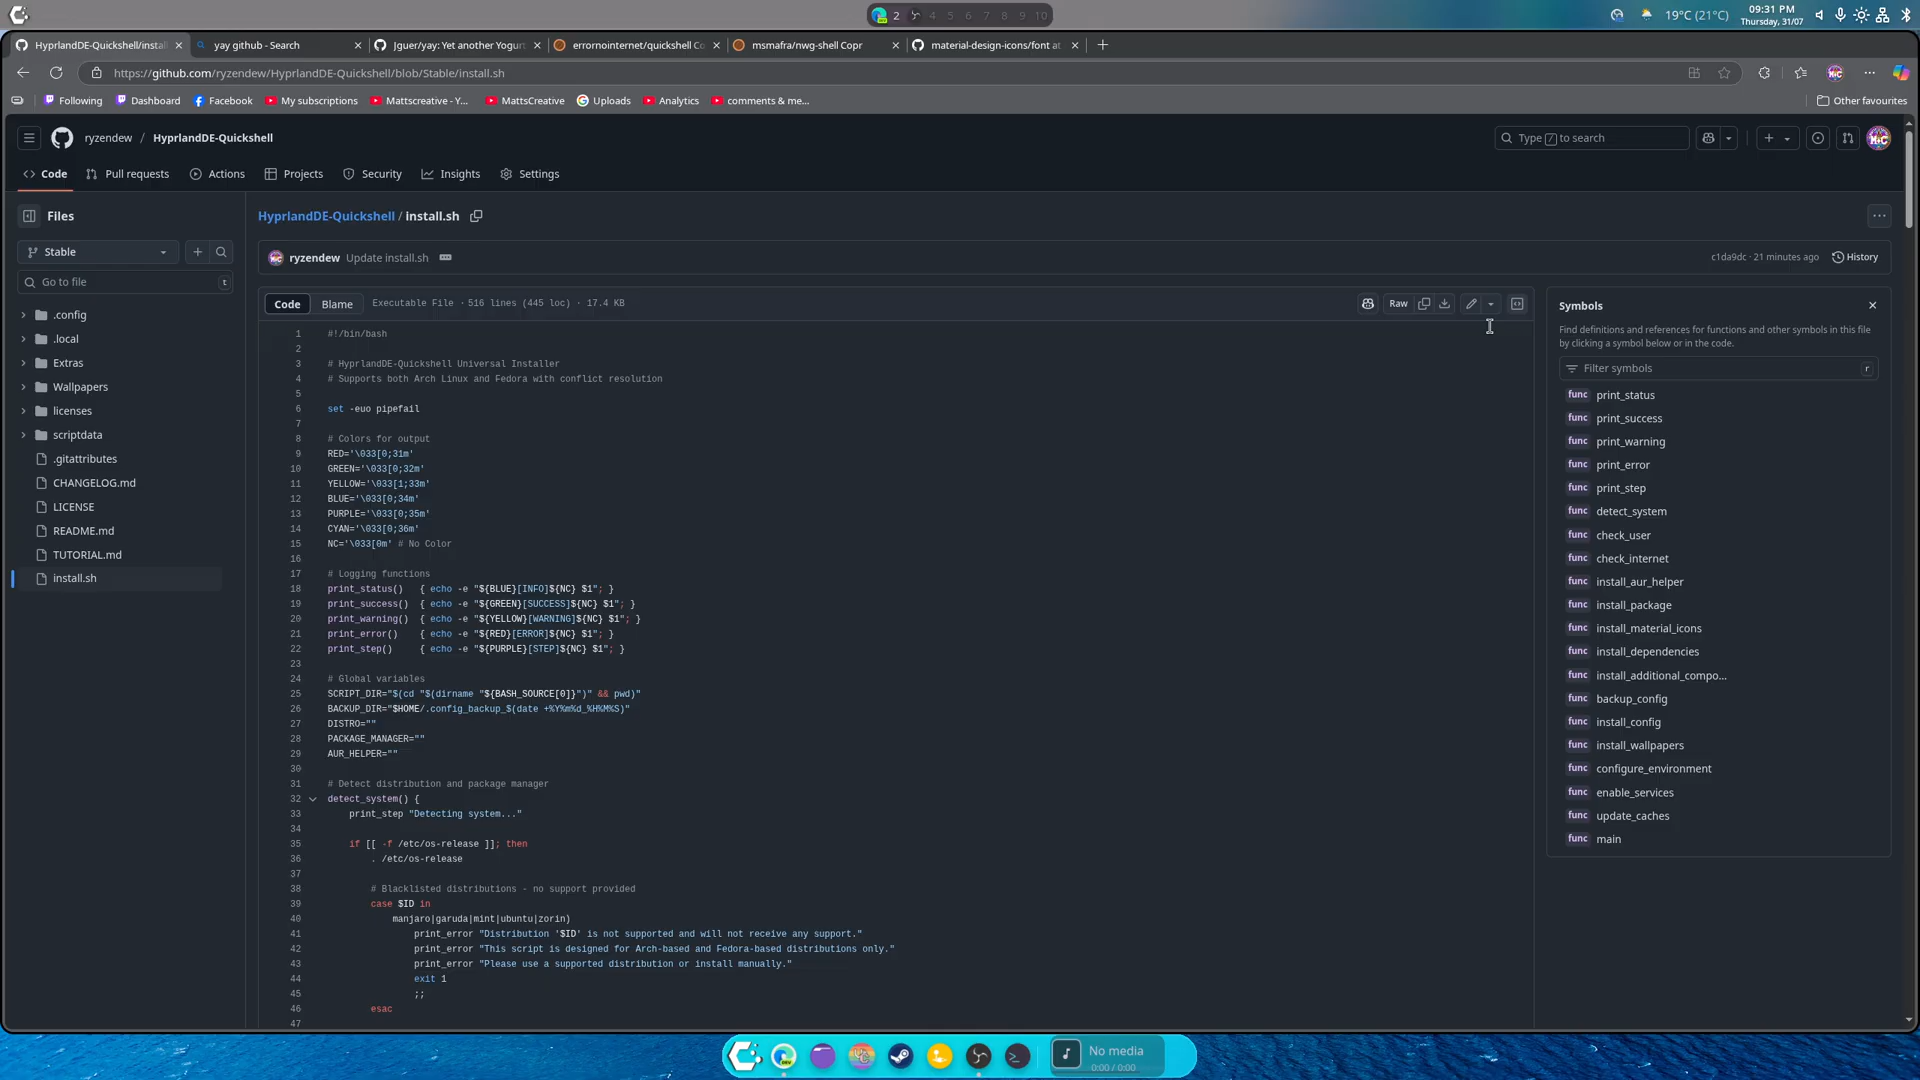 2 4 5 6 7 8 9 10
19°C (21°C)
09:31 PM
Thursday, 31/07
HyprlandDE-Quickshell/instal
yay github - Search
Jguer/yay: Yet another Yogurt
errornointernet/quickshell Co
msmafra/nwg-shell Copr
material-design-icons/font at
https://github.com/ryzendew/HyprlandDE-Quickshell/blob/Stable/install.sh
Following
Dashboard
Facebook
My subscriptions
Mattscreative - Y...
MattsCreative
Uploads
Analytics
comments & me...
Other favourites
ryzendew / HyprlandDE-Quickshell
Type / to search
Code
Pull requests
Actions
Projects
Security
Insights
Settings
Files
Stable
Go to file
t
.config
.local
Extras
Wallpapers
licenses
scriptdata
.gitattributes
CHANGELOG.md
LICENSE
README.md
TUTORIAL.md
install.sh
HyprlandDE-Quickshell / install.sh
ryzendew Update install.sh
c1da9dc · 21 minutes ago
History
Code
Blame
Executable File · 516 lines (445 loc) · 17.4 KB
Raw
1 #!/bin/bash
2
3 # HyprlandDE-Quickshell Universal Installer
4 # Supports both Arch Linux and Fedora with conflict resolution
5
6 set -euo pipefail
7
8 # Colors for output
9 RED='\033[0;31m'
10 GREEN='\033[0;32m'
11 YELLOW='\033[1;33m'
12 BLUE='\033[0;34m'
13 PURPLE='\033[0;35m'
14 CYAN='\033[0;36m'
15 NC='\033[0m' # No Color
16
17 # Logging functions
18 print_status() { echo -e "${BLUE}[INFO]${NC} $1"; }
19 print_success() { echo -e "${GREEN}[SUCCESS]${NC} $1"; }
20 print_warning() { echo -e "${YELLOW}[WARNING]${NC} $1"; }
21 print_error() { echo -e "${RED}[ERROR]${NC} $1"; }
22 print_step() { echo -e "${PURPLE}[STEP]${NC} $1"; }
23
24 # Global variables
25 SCRIPT_DIR="$(cd "$(dirname "${BASH_SOURCE[0]}")" && pwd)"
26 BACKUP_DIR="$HOME/.config_backup_$(date +%Y%m%d_%H%M%S)"
27 DISTRO=""
28 PACKAGE_MANAGER=""
29 AUR_HELPER=""
30
31 # Detect distribution and package manager
32 detect_system() {
33 print_step "Detecting system..."
34
35 if [[ -f /etc/os-release ]]; then
36 . /etc/os-release
37
38 # Blacklisted distributions - no support provided
39 case $ID in
40 manjaro|garuda|mint|ubuntu|zorin)
41 print_error "Distribution '$ID' is not supported and will not receive any support."
42 print_error "This script is designed for Arch-based and Fedora-based distributions only."
43 print_error "Please use a supported distribution or install manually."
44 exit 1
45 ;;
46 esac
47
Symbols
Find definitions and references for functions and other symbols in this file
by clicking a symbol below or in the code.
Filter symbols
r
func print_status
func print_success
func print_warning
func print_error
func print_step
func detect_system
func check_user
func check_internet
func install_aur_helper
func install_package
func install_material_icons
func install_dependencies
func install_additional_compo...
func backup_config
func install_config
func install_wallpapers
func configure_environment
func enable_services
func update_caches
func main
No media
0:00 / 0:00